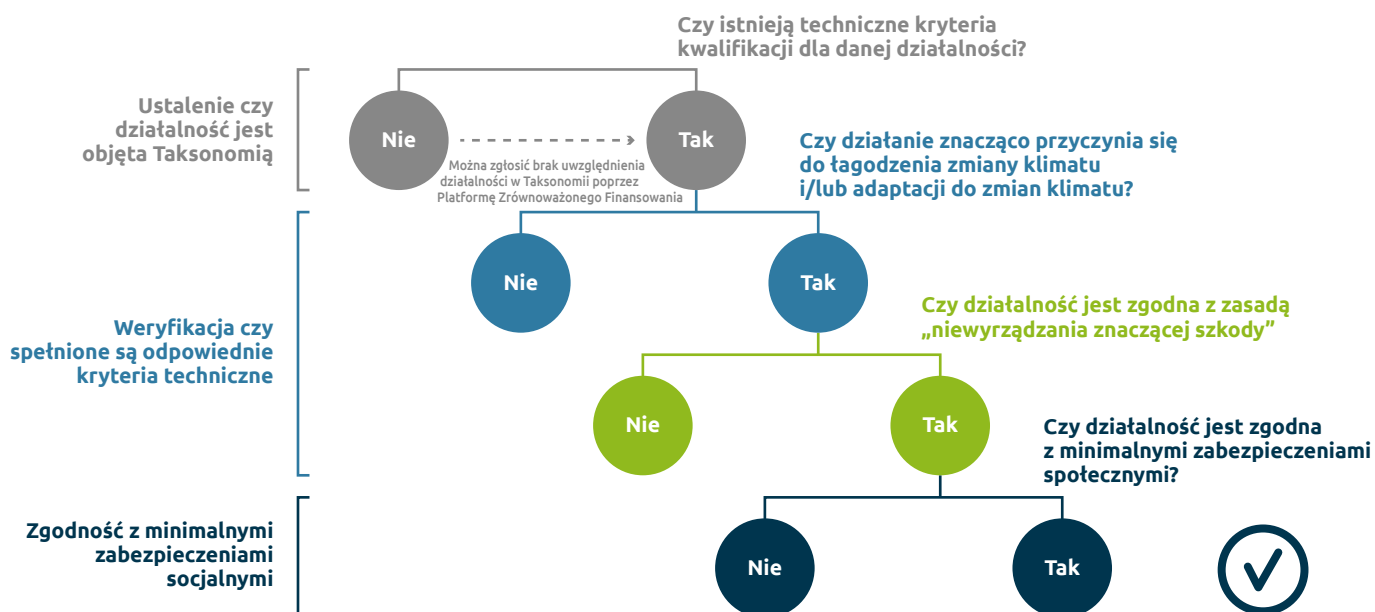 Czy istnieją techniczne kryteria
kwalifikacji dla danej działalności?
Ustalenie czy
działalność jest
objęta Taksonomią
Nie
Tak
Można zgłosić brak uwzględnienia
działalności w Taksonomii poprzez
Platformę Zrównoważonego Finansowania
Czy działanie znacząco przyczynia się
do łagodzenia zmiany klimatu
i/lub adaptacji do zmian klimatu?
Nie
Tak
Weryfikacja czy
spełnione są odpowiednie
kryteria techniczne
Czy działalność jest zgodna z zasadą
„niewyrządzania znaczącej szkody”
Nie
Tak
Czy działalność jest zgodna
z minimalnymi zabezpieczeniami
społecznymi?
Zgodność z minimalnymi
zabezpieczeniami
socjalnymi
Nie
Tak